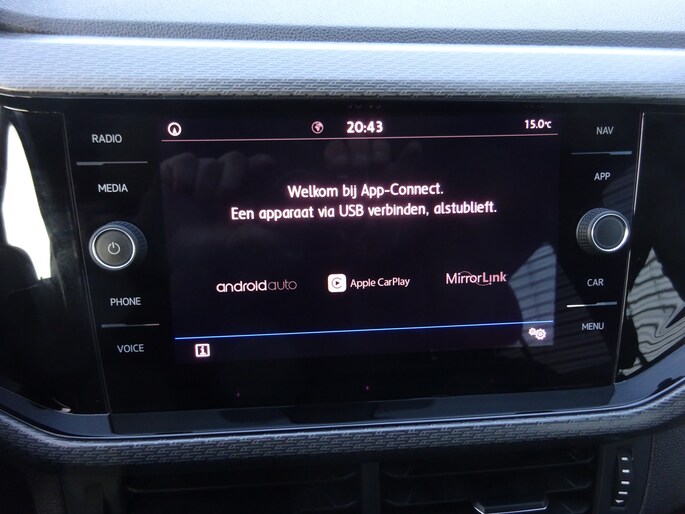 RADIO
MEDIA
PHONE
VOICE
20:43
15.0°C
Welkom bij App-Connect.
Een apparaat via USB verbinden, alstublieft.
androidauto
Apple CarPlay
MirrorLink
NAV
APP
CAR
MENU